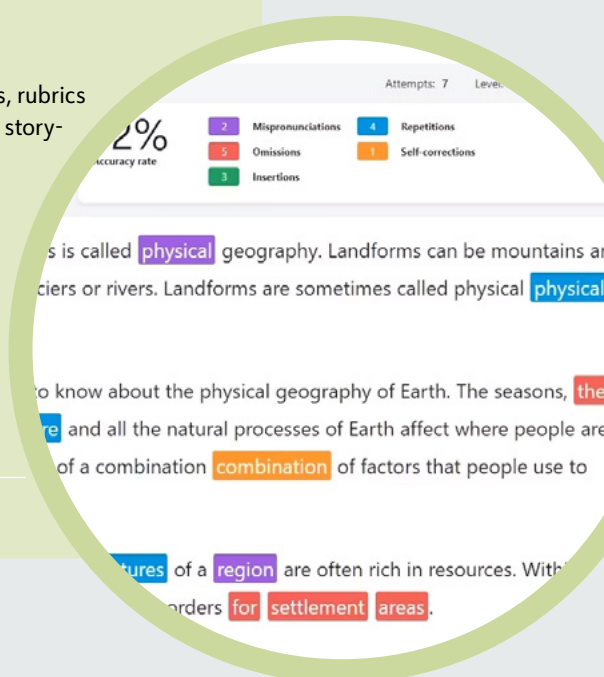 s, rubrics
story-
Attempts: 7 Level:
2%
accuracy rate
2 Mispronunciations 4 Repetitions
5 Omissions 1 Self-corrections
3 Insertions
s is called physical geography. Landforms can be mountains ar
ciers or rivers. Landforms are sometimes called physical physical
to know about the physical geography of Earth. The seasons, the
re and all the natural processes of Earth affect where people are
of a combination combination of factors that people use to
tures of a region are often rich in resources. With
orders for settlement areas.